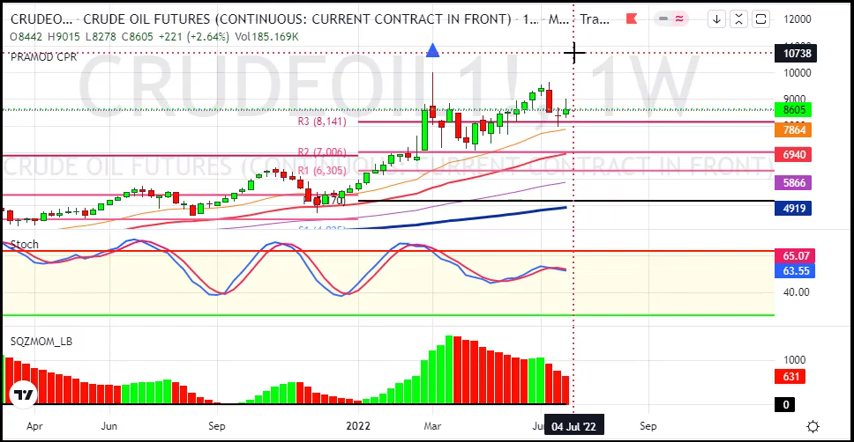 CRUDEO... · CRUDE OIL FUTURES (CONTINUOUS: CURRENT CONTRACT IN FRONT) · 1... · M... Tra...
O8442 H9015 L8278 C8605 +221 (+2.64%) Vol185.169K
PRAMOD CPR
CRUDEOIL1!, 1W
CRUDE OIL FUTURES (CONTINUOUS: CURRENT CONTRACT IN FRONT)
12000
10738
10000
9000
8605
7864
6940
5866
4919
R3 (8,141)
R2 (7,006)
R1 (6,305)
Stoch
65.07
63.55
40.00
SQZMOM_LB
1000
631
0
Apr Jun Sep Nov 2022 Mar 04 Jul '22 Sep